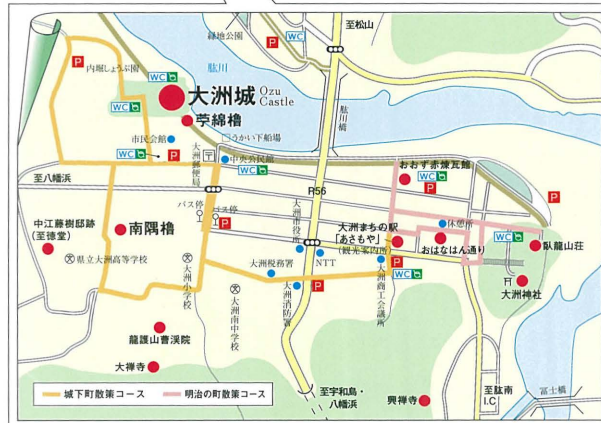 至松山
緑地公園
P
WC
P
内堀しょうぶ園
WC
肱川
大洲城
Ozu
Castle
苧綿櫓
肱川橋
市民会館
うかい下船場
WC
P
大洲郵便局
中央公民館
WC
おおず赤煉瓦館
至八幡浜
R56
WC
P
P
中江藤樹邸跡
(至徳堂)
南隅櫓
バス停
バス停
P
大洲市役所
大洲まちの駅
「あさもや」
(観光案内所)
休憩所
おはなはん通り
WC
臥龍山荘
文 県立大洲高等学校
文
大洲小学校
大洲税務署
NTT
P
WC
大洲商工会議所
大洲神社
文
大洲南中学校
大洲消防署
P
龍護山曹渓院
大禅寺
至宇和島・
八幡浜
興禅寺
至肱南
I.C
冨士橋
城下町散策コース
明治の町散策コース